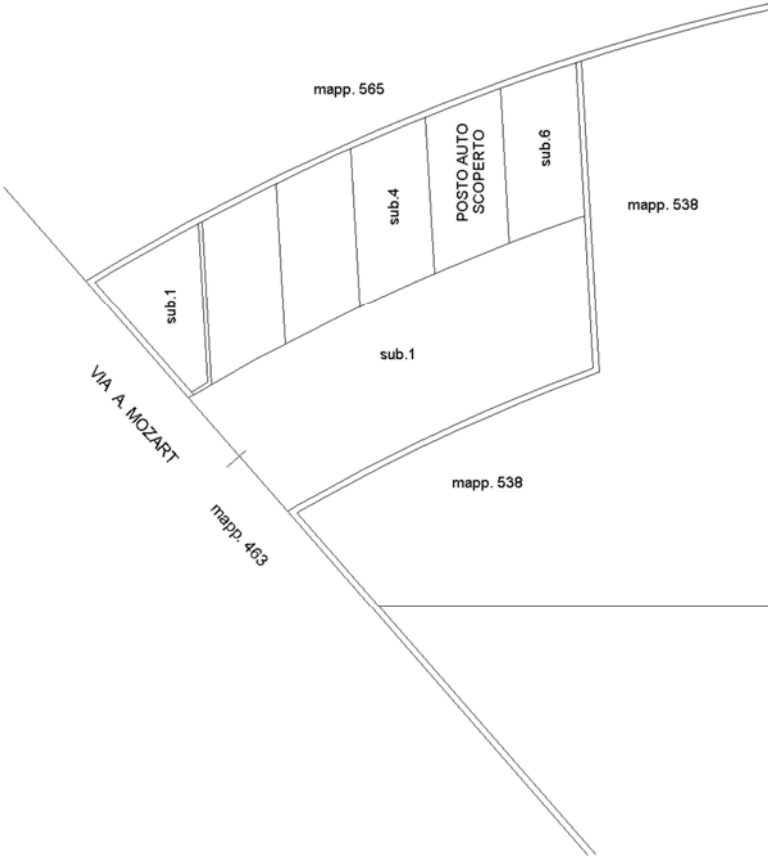 mapp. 565
sub.6
POSTO AUTO
SCOPERTO
sub.4
mapp. 538
sub.1
sub.1
VIA A. MOZART
mapp. 538
mapp. 463